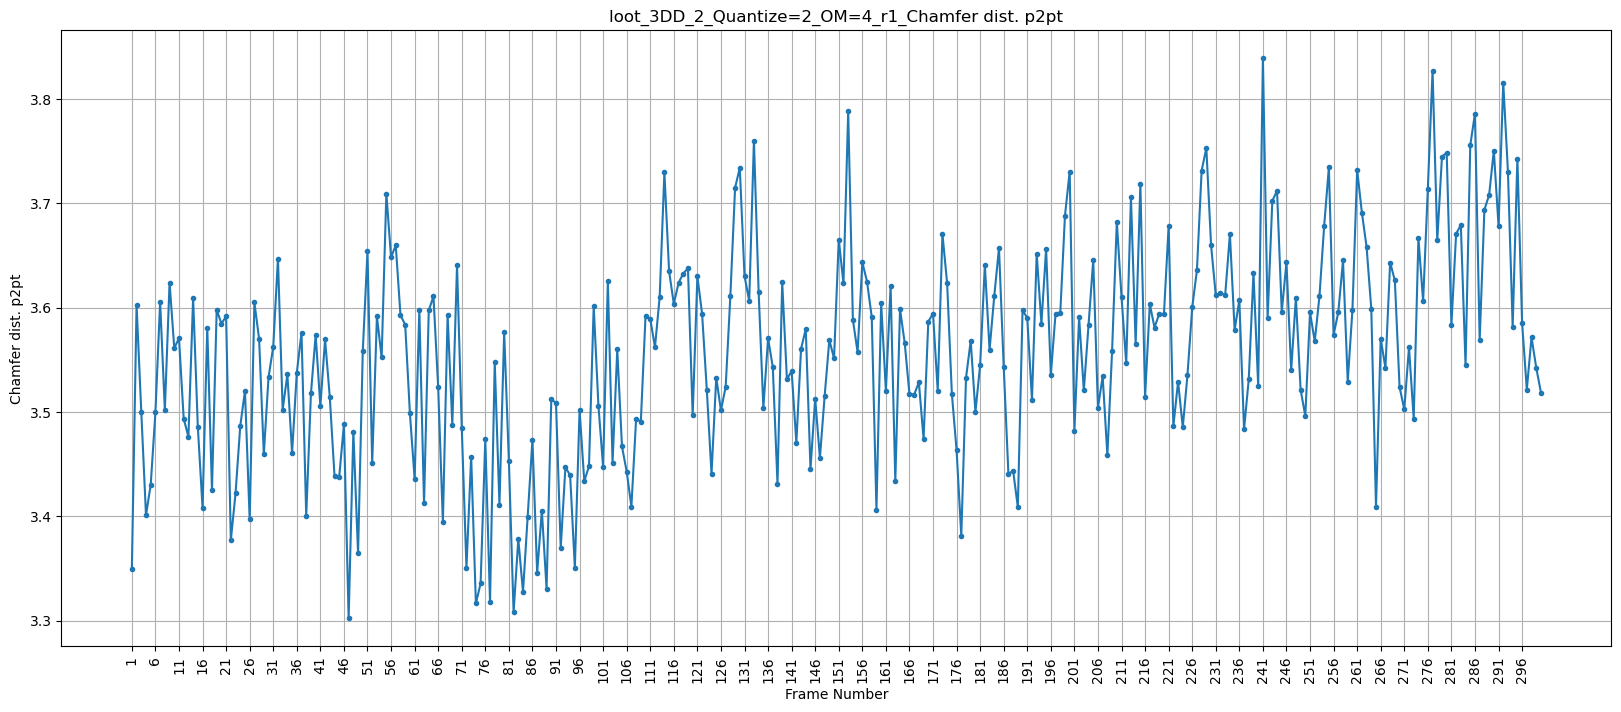 loot_3DD_2_Quantize=2_OM=4_r1_Chamfer dist. p2pt
Chamfer dist. p2pt
3.8
3.7
3.6
3.5
3.4
3.3
1 6 11 16 21 26 31 36 41 46 51 56 61 66 71 76 81 86 91 96 101 106 111 116 121 126 131 136 141 146 151 156 161 166 171 176 181 186 191 196 201 206 211 216 221 226 231 236 241 246 251 256 261 266 271 276 281 286 291 296
Frame Number